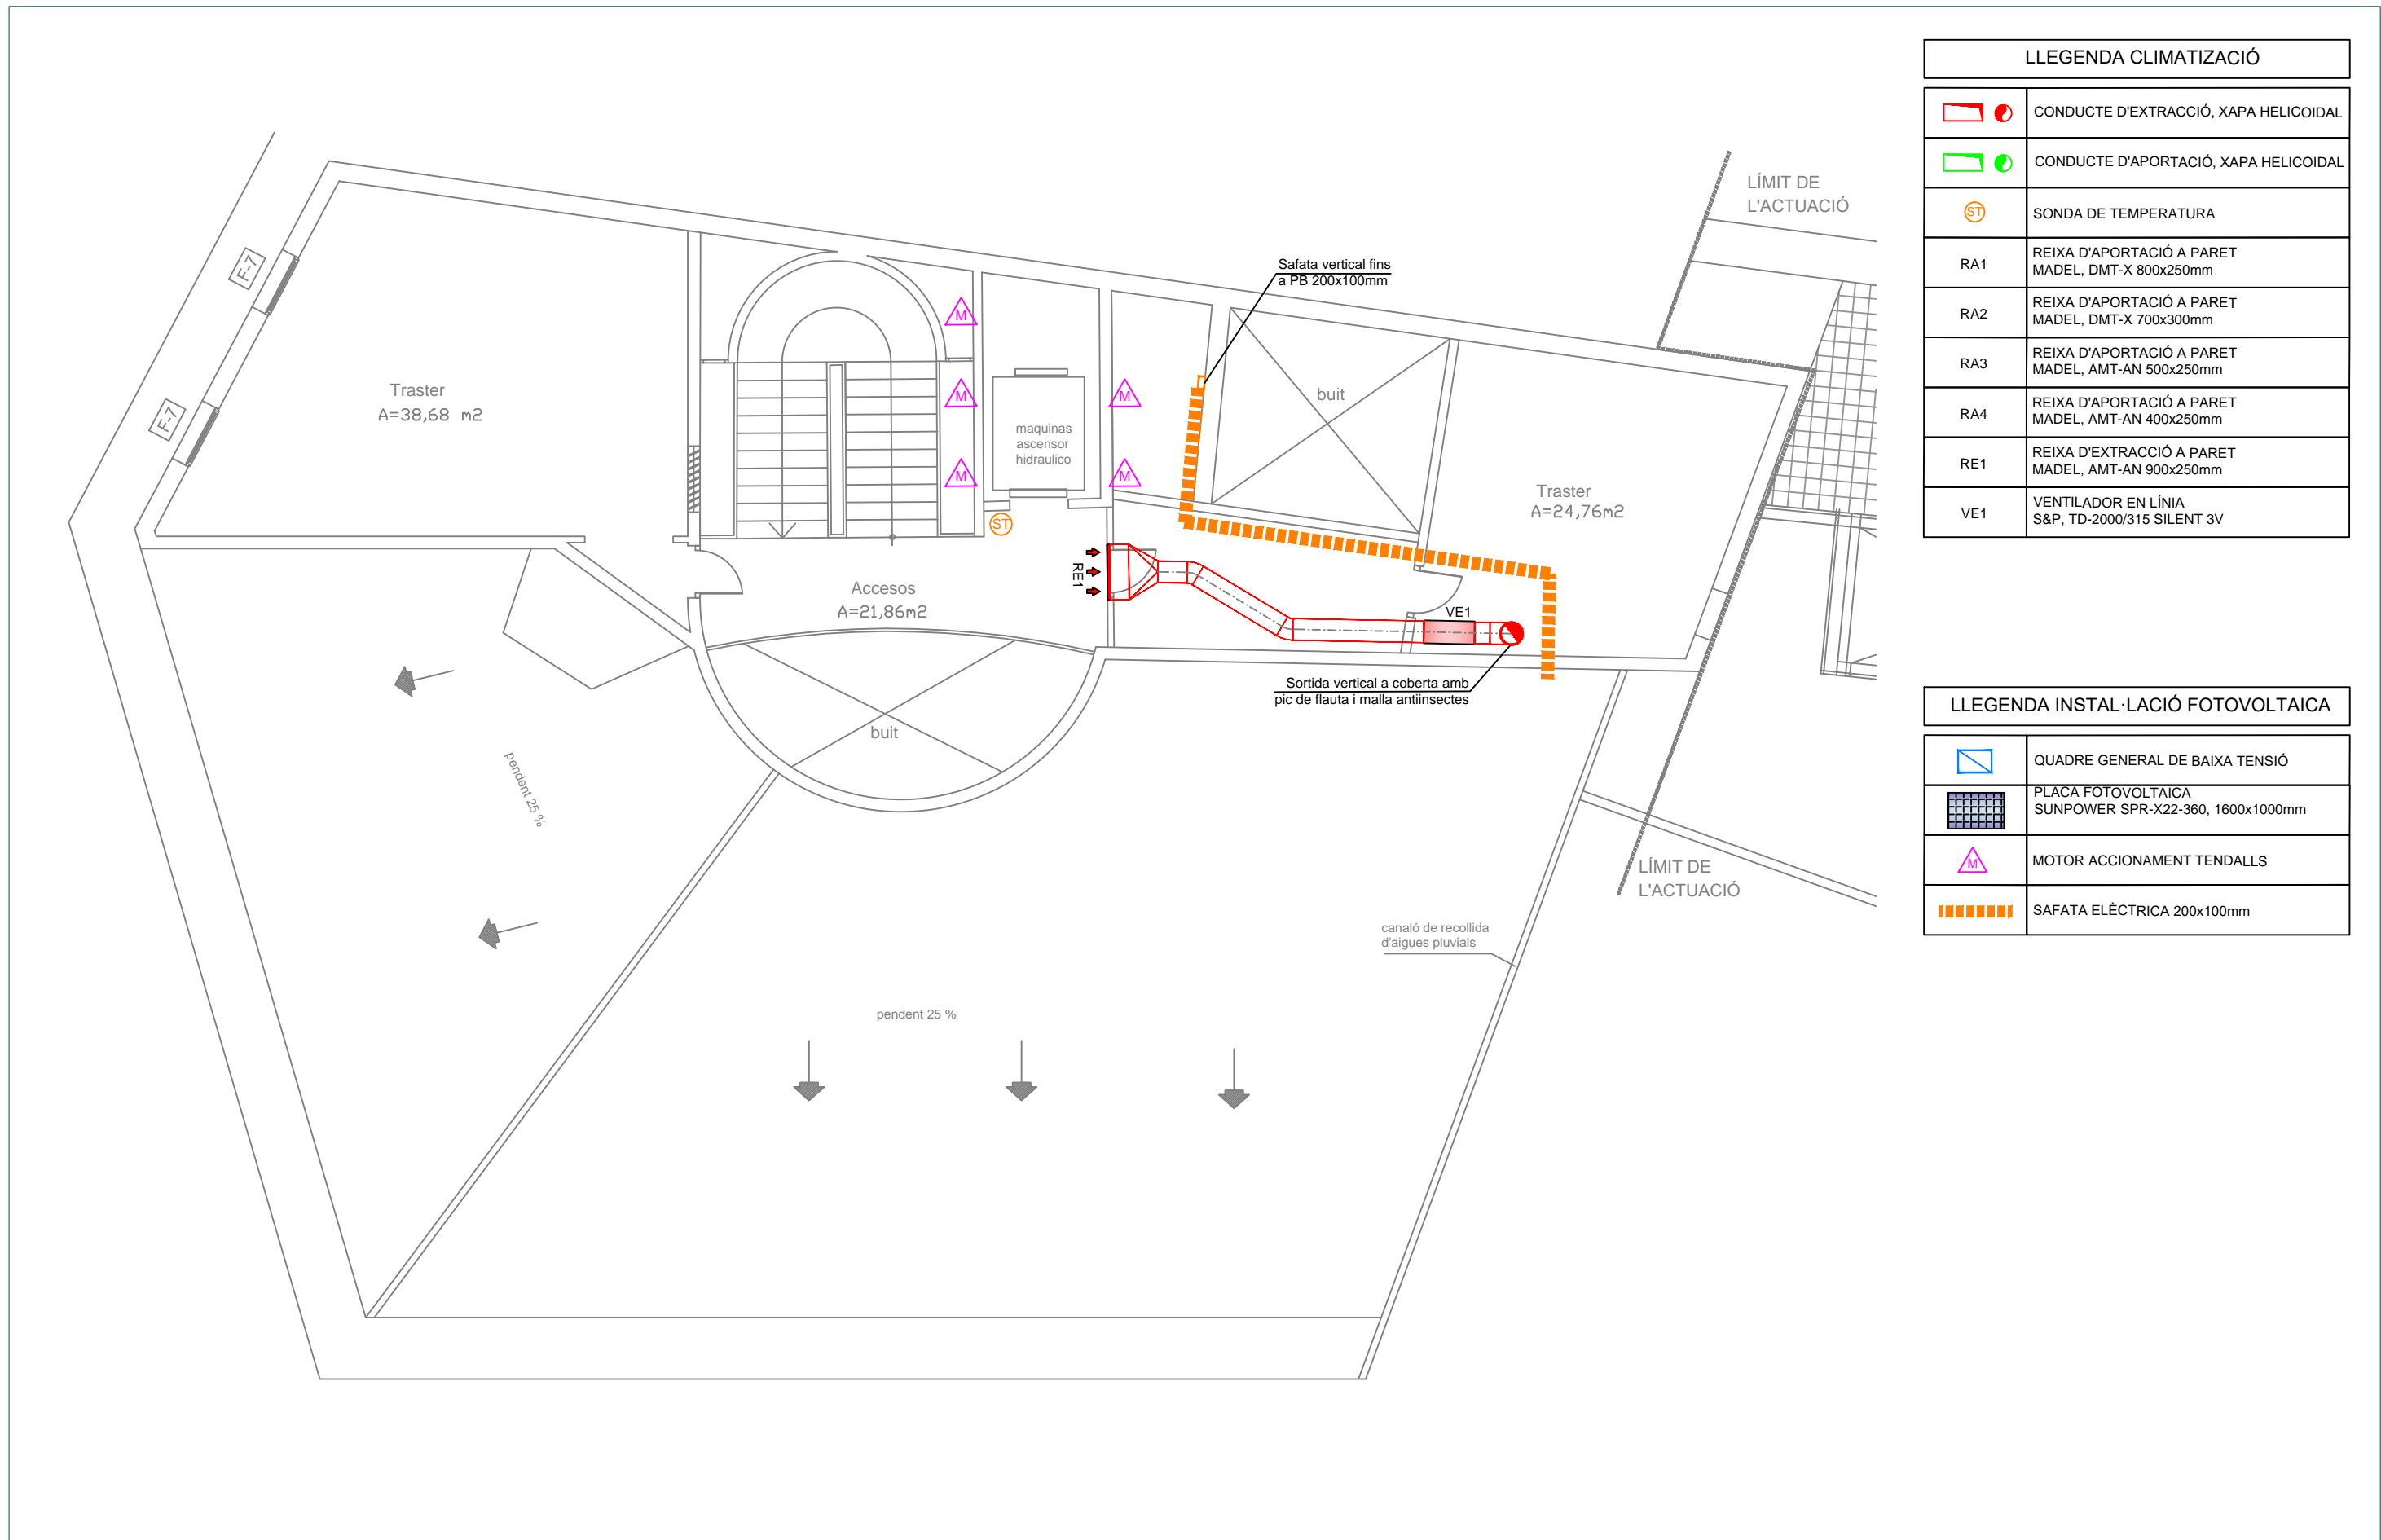 LLEGENDA CLIMATIZACIÓ
CONDUCTE D'EXTRACCIÓ, XAPA HELICOIDAL
CONDUCTE D'APORTACIÓ, XAPA HELICOIDAL
ST
SONDA DE TEMPERATURA
RA1
REIXA D'APORTACIÓ A PARET
MADEL, DMT-X 800x250mm
RA2
REIXA D'APORTACIÓ A PARET
MADEL, DMT-X 700x300mm
RA3
REIXA D'APORTACIÓ A PARET
MADEL, AMT-AN 500x250mm
RA4
REIXA D'APORTACIÓ A PARET
MADEL, AMT-AN 400x250mm
RE1
REIXA D'EXTRACCIÓ A PARET
MADEL, AMT-AN 900x250mm
VE1
VENTILADOR EN LÍNIA
S&P, TD-2000/315 SILENT 3V
LÍMIT DE
L'ACTUACIÓ
Safata vertical fins
a PB 200x100mm
F-7
F-7
M
M
M
M
M
Traster
A=38,68 m2
buit
maquinas
ascensor
hidraulico
Traster
A=24,76m2
ST
RE1
Accesos
A=21,86m2
VE1
Sortida vertical a coberta amb
pic de flauta i malla antiinsectes
buit
pendent 25 %
LLEGENDA INSTAL·LACIÓ FOTOVOLTAICA
QUADRE GENERAL DE BAIXA TENSIÓ
PLACA FOTOVOLTAICA
SUNPOWER SPR-X22-360, 1600x1000mm
M
MOTOR ACCIONAMENT TENDALLS
SAFATA ELÈCTRICA 200x100mm
LÍMIT DE
L'ACTUACIÓ
canaló de recollida
d'aigues pluvials
pendent 25 %